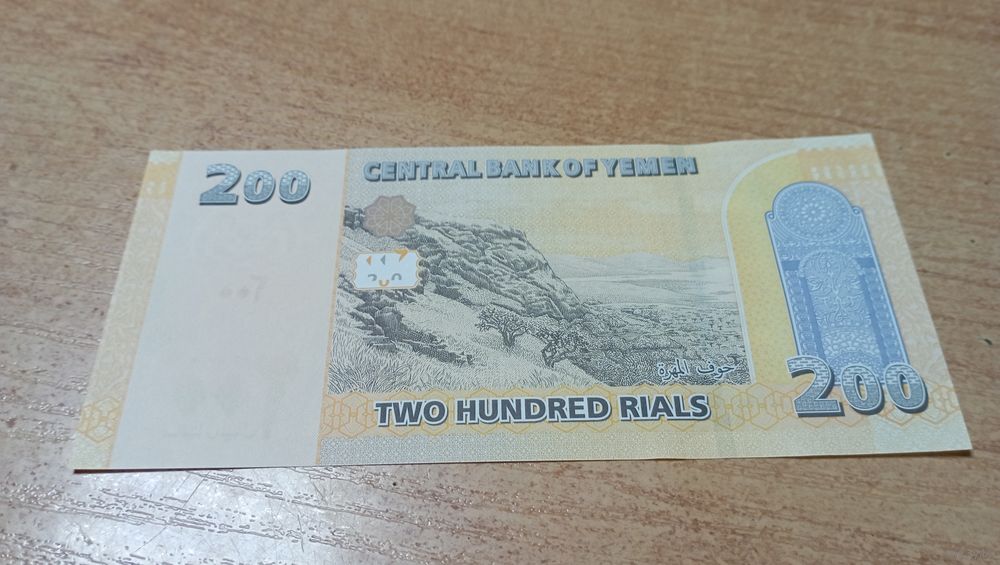 200
CENTRAL BANK OF YEMEN
حوف المهرة
TWO HUNDRED RIALS
200